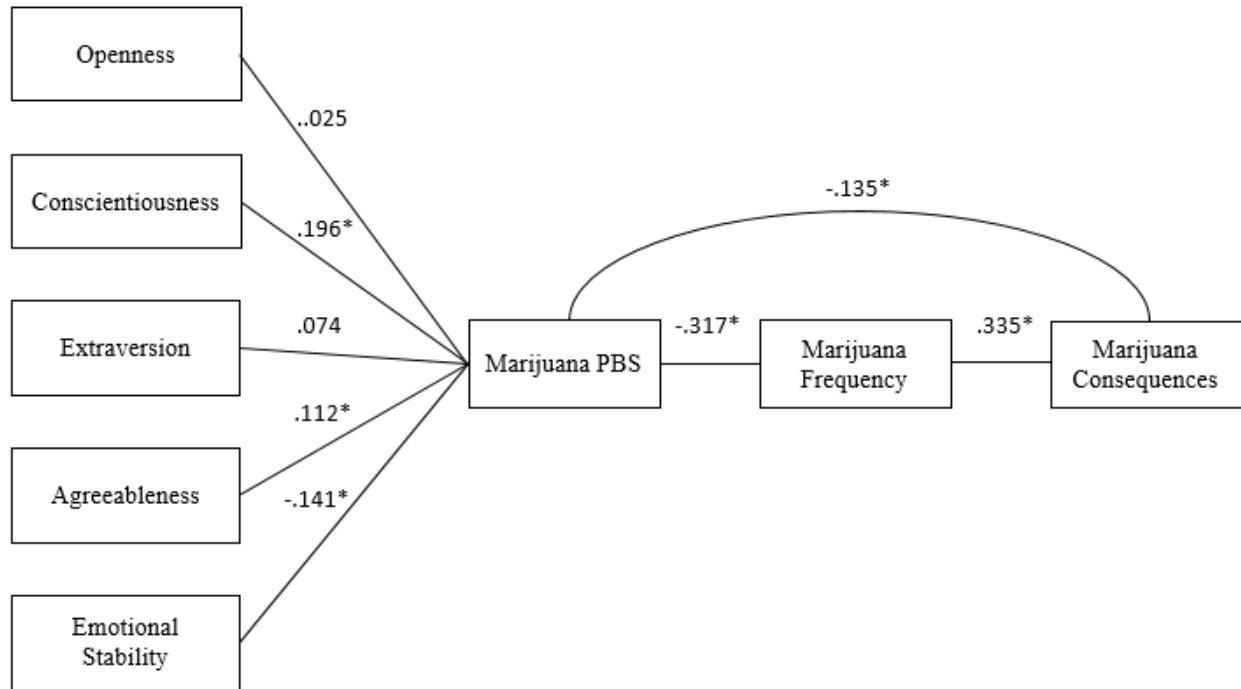 Openness
..025
Conscientiousness
.196*
-.135*
Extraversion
.074
Marijuana PBS
-.317*
Marijuana
Frequency
.335*
Marijuana
Consequences
.112*
Agreeableness
-.141*
Emotional
Stability